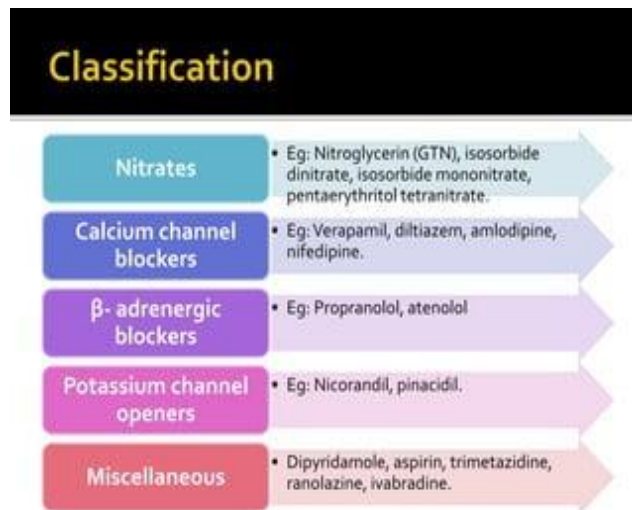 Classification
Nitrates
• Eg: Nitroglycerin (GTN), isosorbide
dinitrate, isosorbide mononitrate,
pentaerythritol tetranitrate.
Calcium channel
blockers
• Eg: Verapamil, diltiazem, amlodipine,
nifedipine.
β- adrenergic
blockers
• Eg: Propranolol, atenolol
Potassium channel
openers
• Eg: Nicorandil, pinacidil.
Miscellaneous
• Dipyridamole, aspirin, trimetazidine,
ranolazine, ivabradine.